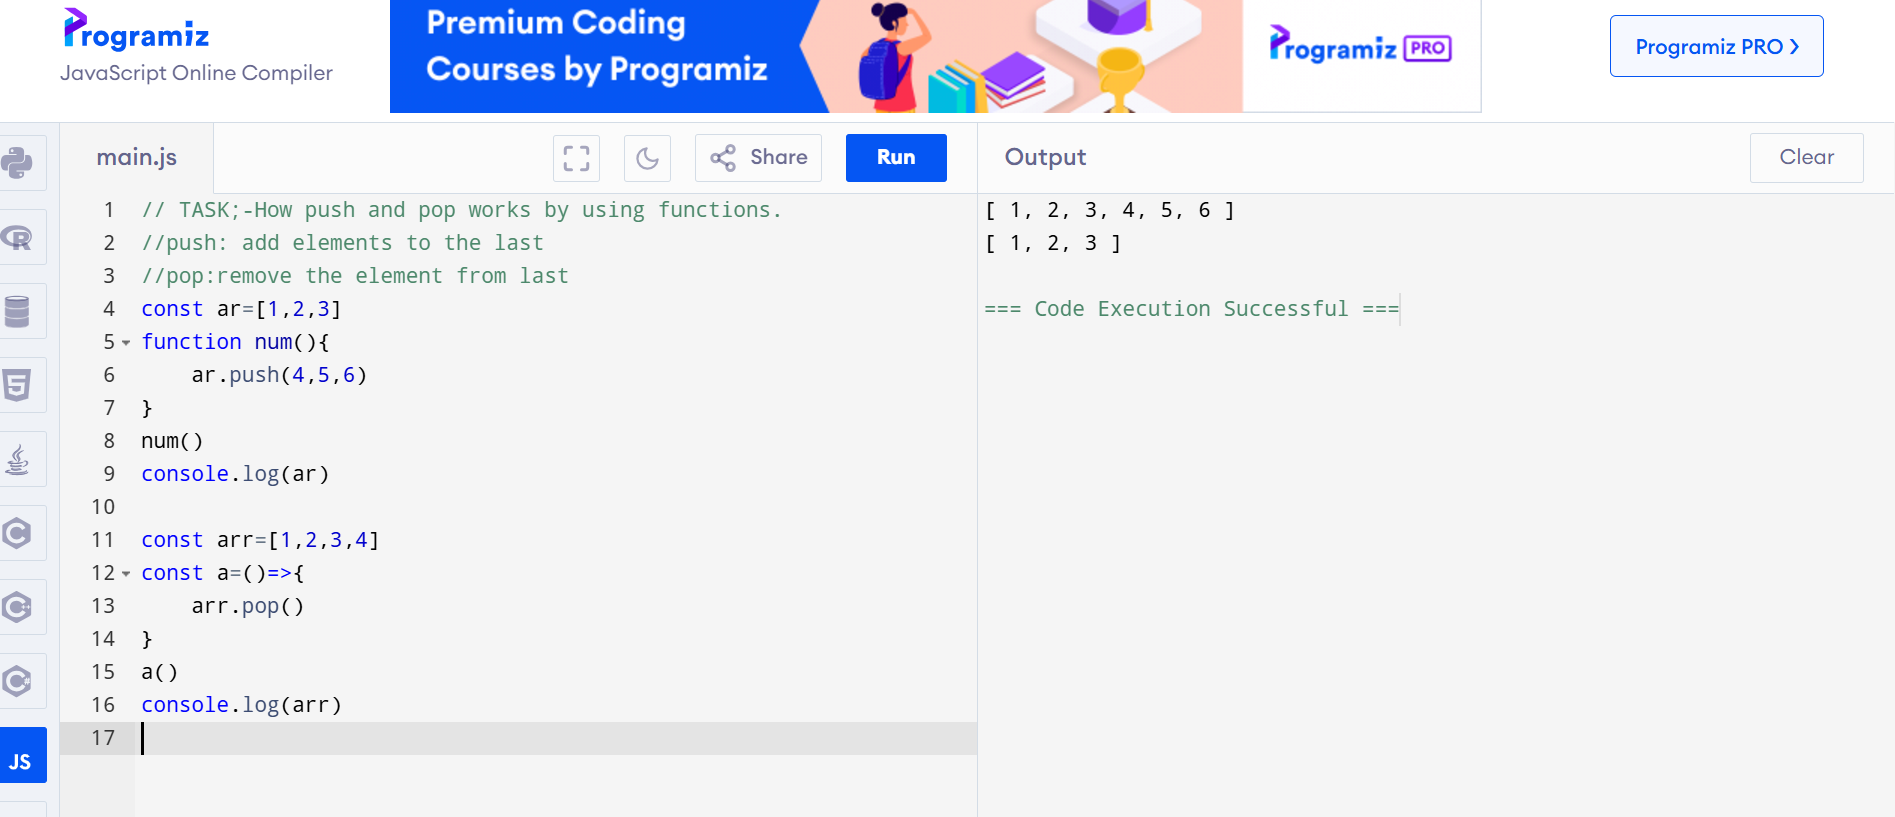 Programiz
JavaScript Online Compiler
Premium Coding
Courses by Programiz
Programiz PRO
Programiz PRO
main.js
Share
Run
Output
Clear
1 // TASK;-How push and pop works by using functions.
2 //push: add elements to the last
3 //pop:remove the element from last
4 const ar=[1,2,3]
5 function num(){
6 ar.push(4,5,6)
7 }
8 num()
9 console.log(ar)
10
11 const arr=[1,2,3,4]
12 const a=()=>{
13 arr.pop()
14 }
15 a()
16 console.log(arr)
17
[ 1, 2, 3, 4, 5, 6 ]
[ 1, 2, 3 ]
=== Code Execution Successful ===
R
5
C
C++
C#
JS